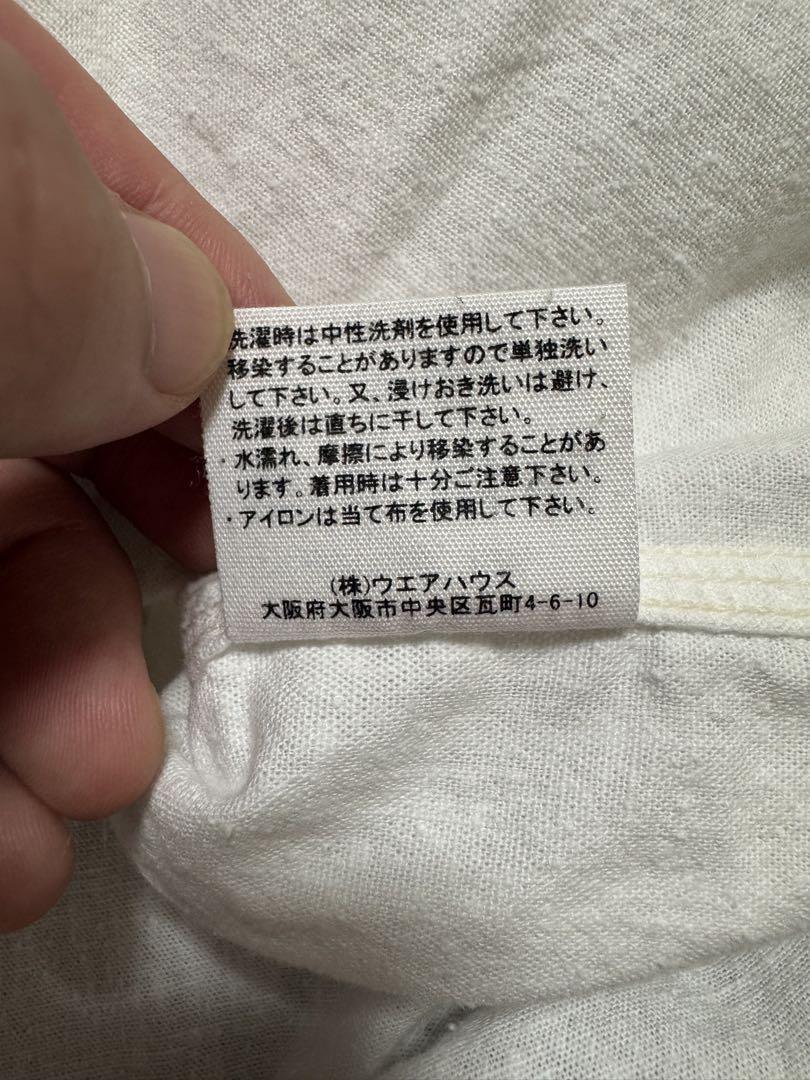 洗濯時は中性洗剤を使用して下さい。
移染することがありますので単独洗い
して下さい。又、浸けおき洗いは避け、
洗濯後は直ちに干して下さい。
・水濡れ、摩擦により移染することがあ
ります。着用時は十分ご注意下さい。
・アイロンは当て布を使用して下さい。
(株)ウエアハウス
大阪府大阪市中央区瓦町4-6-10